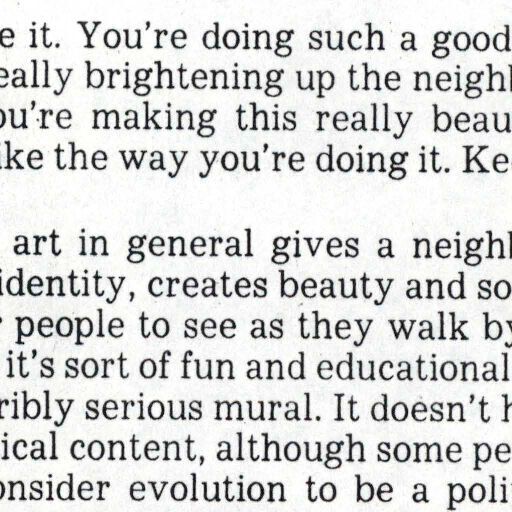 e it. You're doing such a good
eally brightening up the neighb
ou're making this really beau
ike the way you're doing it. Ke
art in general gives a neighb
identity, creates beauty and so
r people to see as they walk by
it's sort of fun and educational
ribly serious mural. It doesn't h
ical content, although some pe
onsider evolution to be a poli